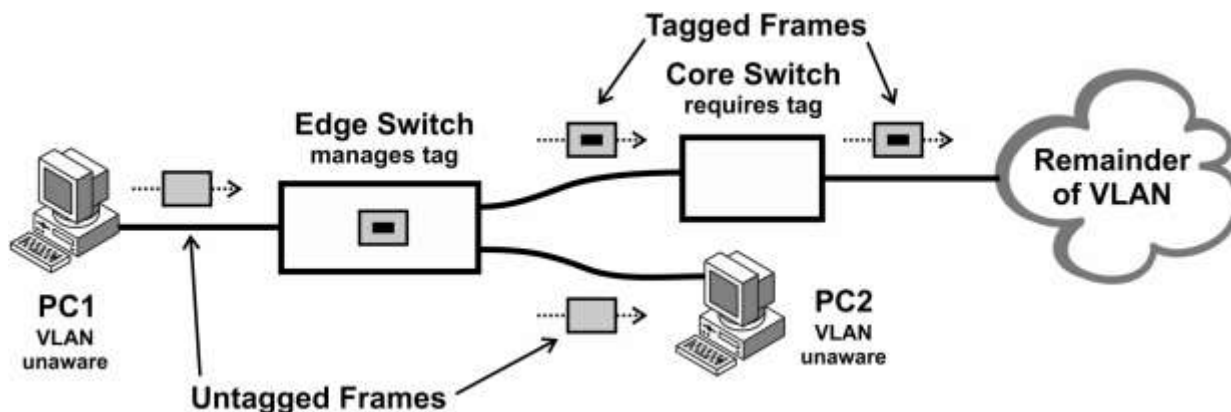 Tagged Frames
Core Switch
requires tag
Edge Switch
manages tag
Remainder
of VLAN
PC1
VLAN
unaware
PC2
VLAN
unaware
Untagged Frames